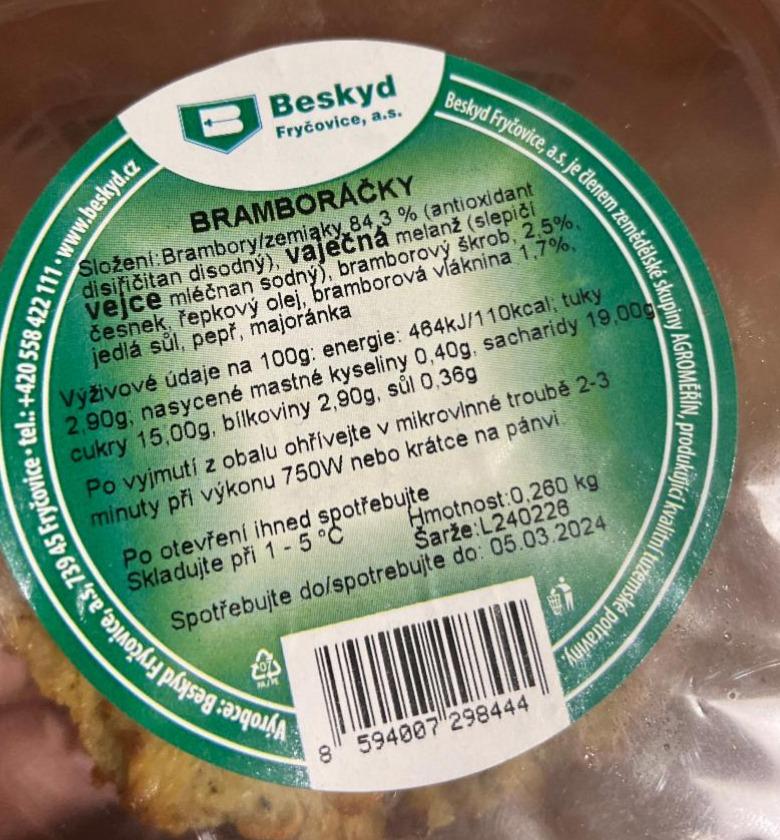 Beskyd
Fryčovice, a.s.
Beskyd Fryčovice, a.s. je členem zemědělské skupiny AGROMĚŘÍN, produkující kvalitní tuzemské potraviny.
BRAMBORÁČKY
Složení:Brambory/zemiaky 84,3 % (antioxidant
disiřičitan disodný), vaječná melanž (slepičí
vejce mléčnan sodný), bramborový škrob, 2,5%,
česnek, řepkový olej, bramborová vláknina 1,7%,
jedlá sůl, pepř, majoránka
Výživové údaje na 100g: energie: 464kJ/110kcal; tuky
2,90g, nasycené mastné kyseliny 0,40g, sacharidy 19,00g
cukry 15,00g, bílkoviny 2,90g, sůl 0,36g
Po vyjmutí z obalu ohřívejte v mikrovlnné troubě 2-3
minuty při výkonu 750W nebo krátce na pánvi
Po otevření ihned spotřebujte
Skladujte při 1 - 5 °C
Hmotnost:0,260 kg
Šarže:L240226
Spotřebujte do/spotrebujte do: 05.03.2024
07
PA/PE
8 594007 298444
Výrobce: Beskyd Fryčovice, a.s, 739 45 Fryčovice • tel.: +420 558 422 111 • www.beskyd.cz